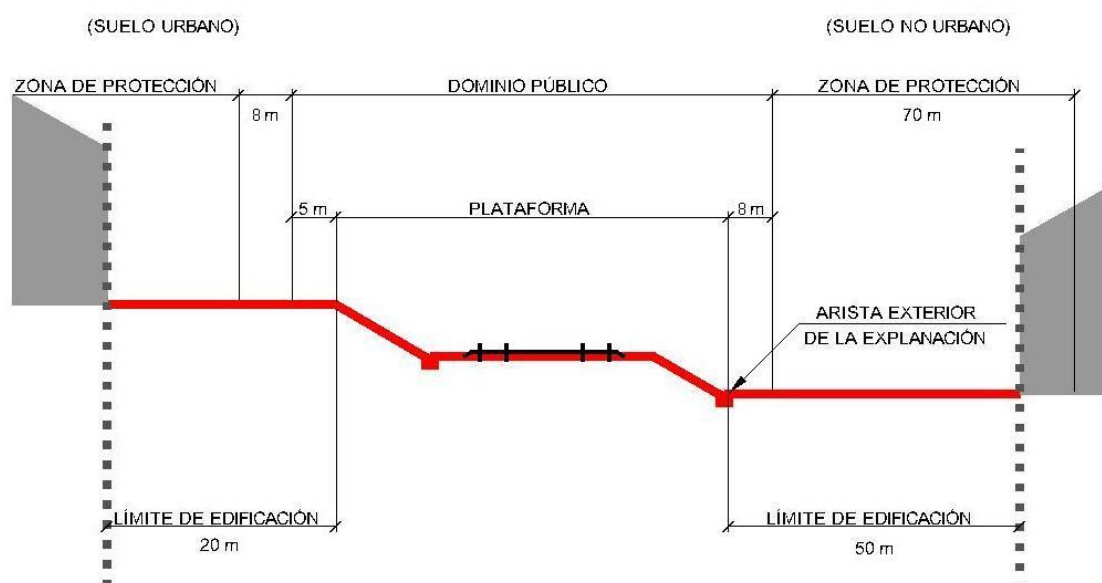 (SUELO URBANO)
(SUELO NO URBANO)
ZONA DE PROTECCIÓN
DOMINIO PÚBLICO
ZONA DE PROTECCIÓN
8 m
70 m
5 m
PLATAFORMA
8 m
ARISTA EXTERIOR
DE LA EXPLANACIÓN
LÍMITE DE EDIFICACIÓN
LÍMITE DE EDIFICACIÓN
20 m
50 m